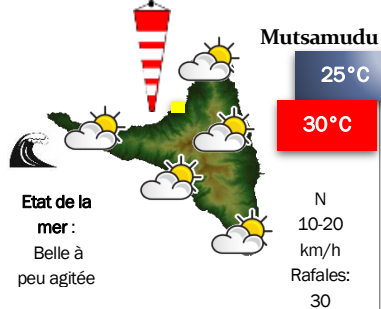 Mutsamudu
25°C
30°C
Etat de la
mer :
Belle à
peu agitée
N
10-20
km/h
Rafales:
30